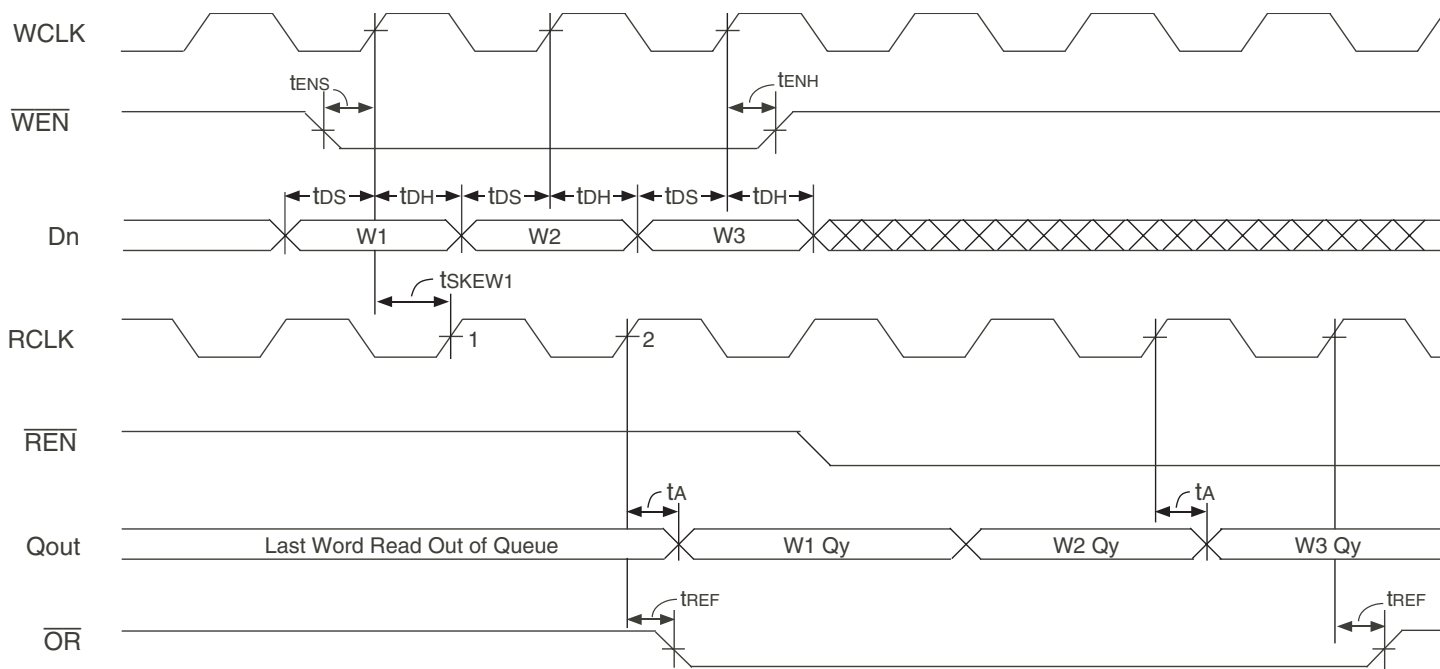 WCLK
tENS
tENH
WEN
tDS tDH tDS tDH tDS tDH
Dn
W1 W2 W3
tSKEW1
RCLK
1 2
REN
tA tA
Qout
Last Word Read Out of Queue W1 Qy W2 Qy W3 Qy
tREF tREF
OR